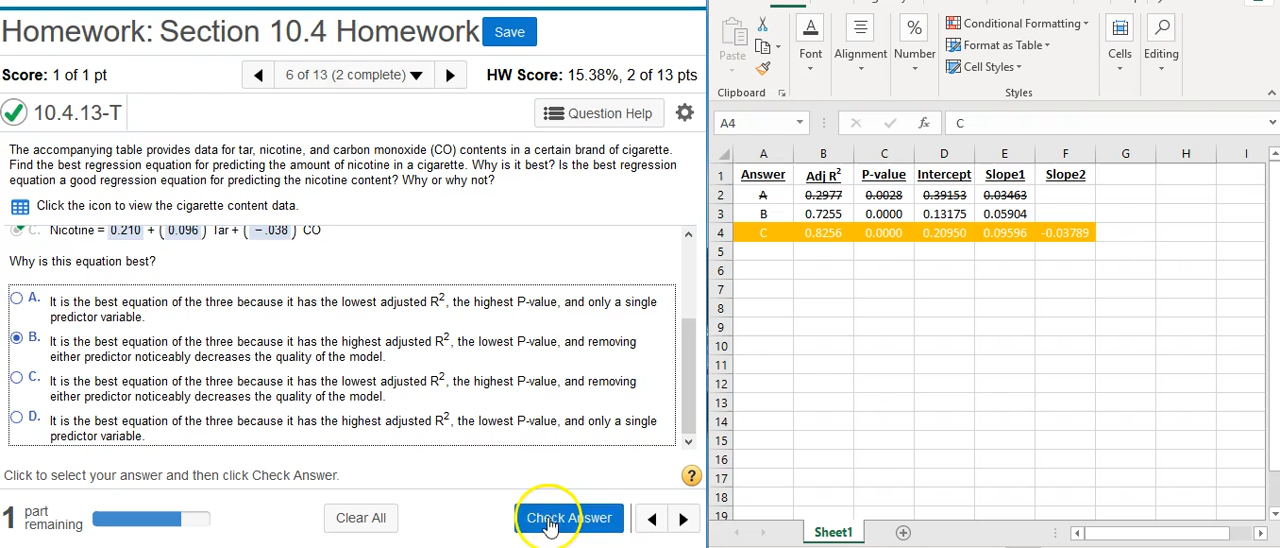 Homework: Section 10.4 Homework Save
Score: 1 of 1 pt
6 of 13 (2 complete)
HW Score: 15.38%, 2 of 13 pts
10.4.13-T
Question Help
The accompanying table provides data for tar, nicotine, and carbon monoxide (CO) contents in a certain brand of cigarette.
Find the best regression equation for predicting the amount of nicotine in a cigarette. Why is it best? Is the best regression
equation a good regression equation for predicting the nicotine content? Why or why not?
Click the icon to view the cigarette content data.
C. Nicotine = 0.210 + ( 0.096 ) Tar + ( − .038 ) CO
Why is this equation best?
A. It is the best equation of the three because it has the lowest adjusted R², the highest P-value, and only a single
predictor variable.
B. It is the best equation of the three because it has the highest adjusted R², the lowest P-value, and removing
either predictor noticeably decreases the quality of the model.
C. It is the best equation of the three because it has the lowest adjusted R², the highest P-value, and removing
either predictor noticeably decreases the quality of the model.
D. It is the best equation of the three because it has the highest adjusted R², the lowest P-value, and only a single
predictor variable.
Click to select your answer and then click Check Answer.
?
1 part
remaining
Clear All
Check Answer
Paste
Clipboard
Font
Alignment
%
Number
Conditional Formatting
Format as Table
Cell Styles
Styles
Cells
Editing
A4
fx
C
A B C D E F G H I
1 Answer Adj R² P-value Intercept Slope1 Slope2
2 A 0.2977 0.0028 0.39153 0.03463
3 B 0.7255 0.0000 0.13175 0.05904
4 C 0.8256 0.0000 0.20950 0.09596 -0.03789
5
6
7
8
9
10
11
12
13
14
15
16
17
18
19
Sheet1